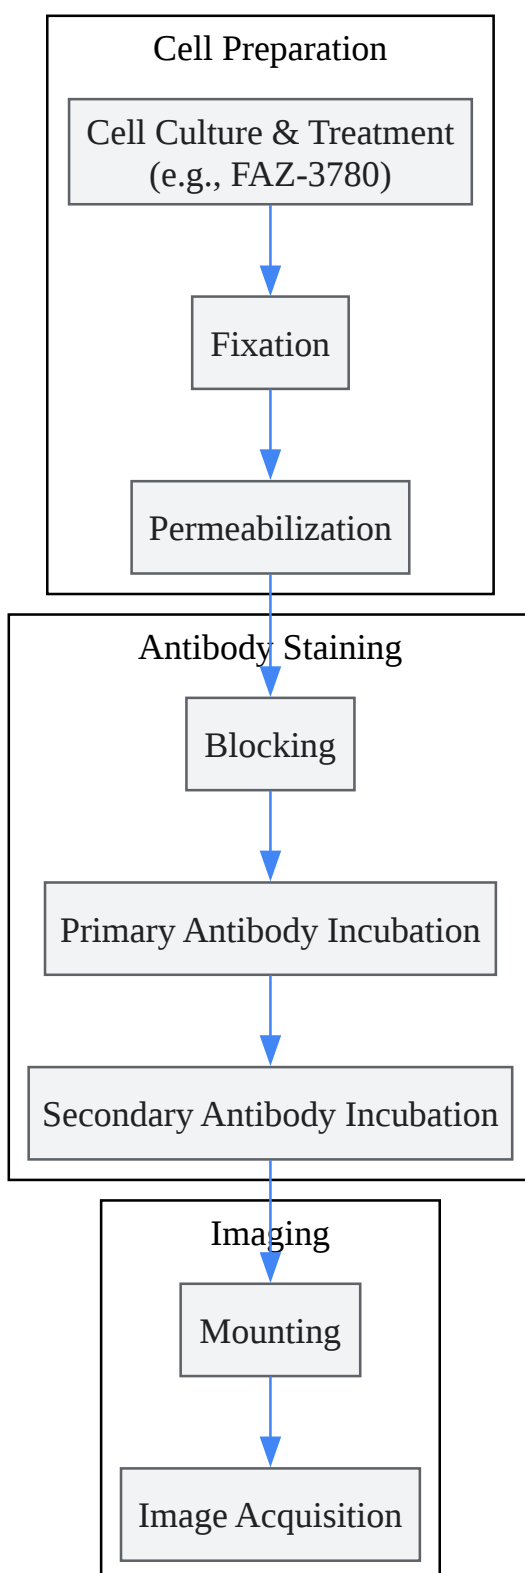 Cell Preparation
Cell Culture & Treatment
(e.g., FAZ-3780)
Fixation
Permeabilization
Antibody Staining
Blocking
Primary Antibody Incubation
Secondary Antibody Incubation
Imaging
Mounting
Image Acquisition